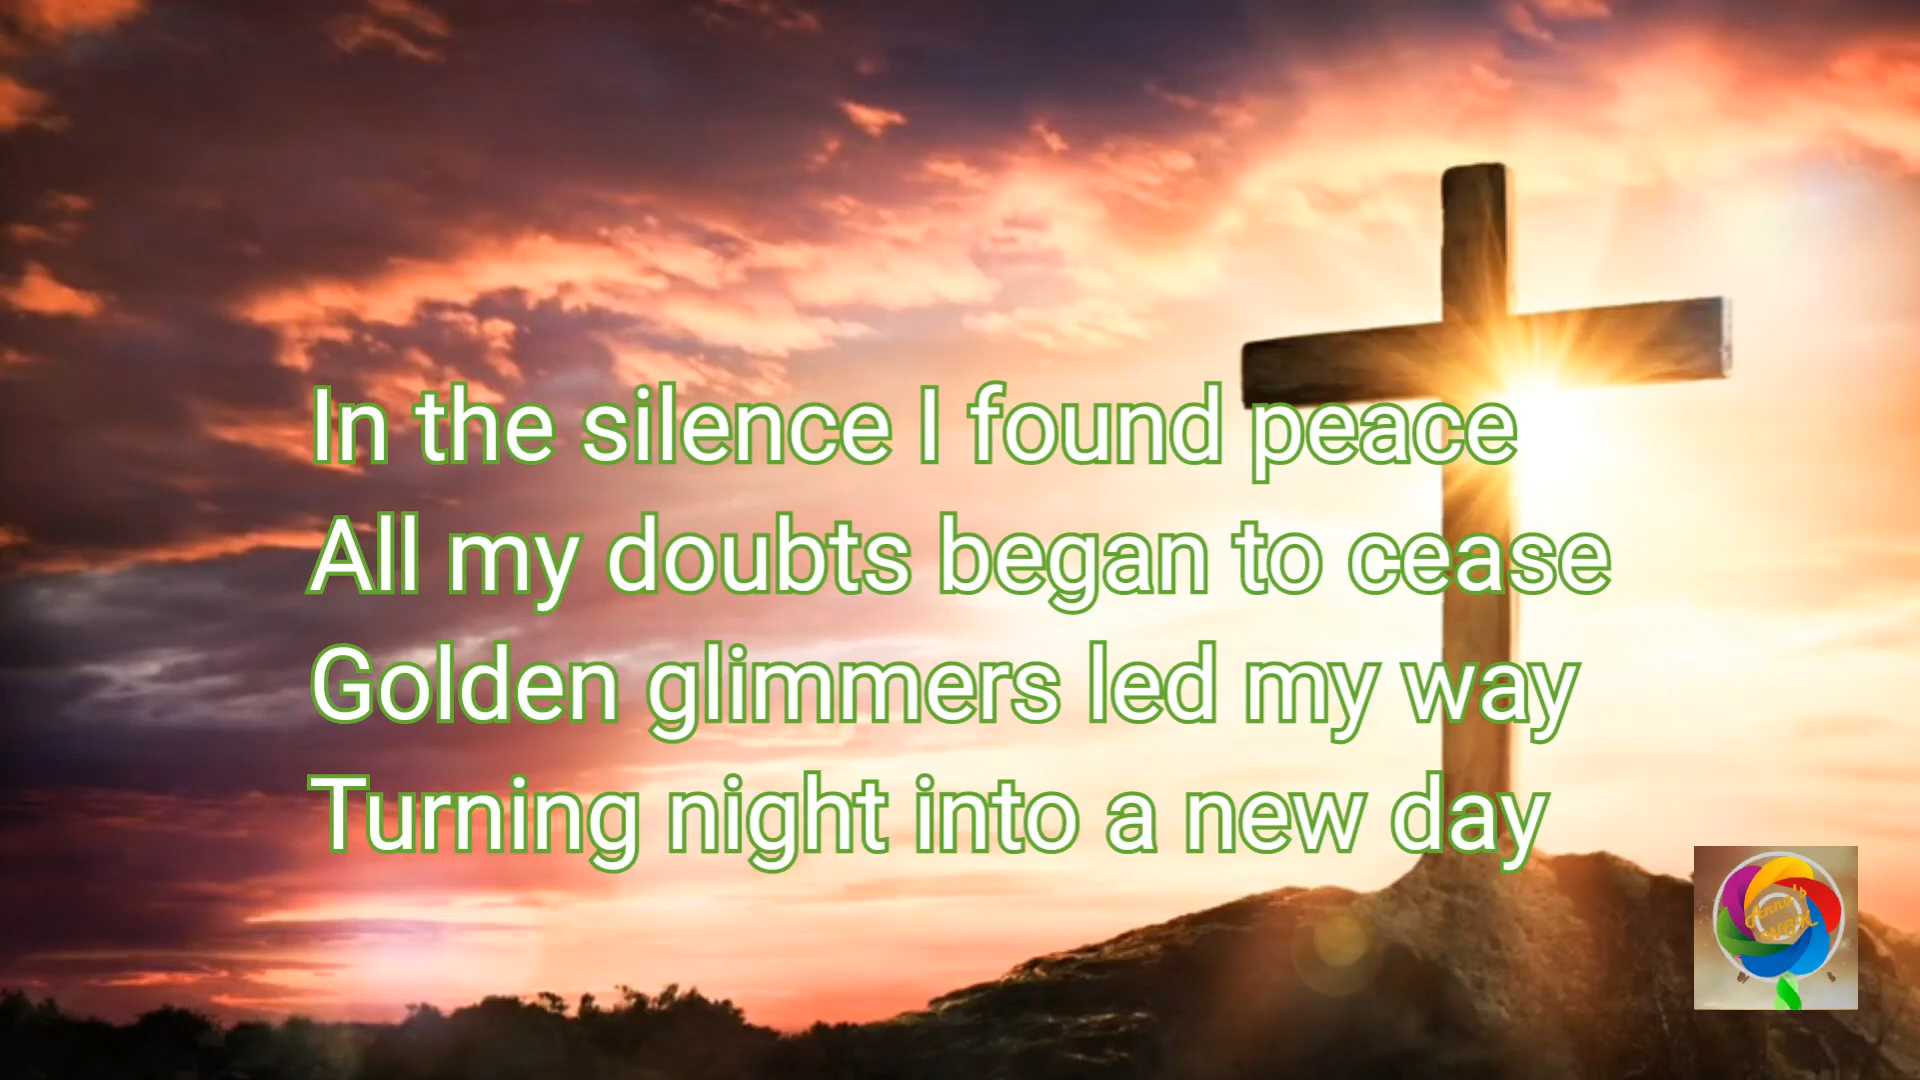 In the silence I found peace
All my doubts began to cease
Golden glimmers led my way
Turning night into a new day
Anna's